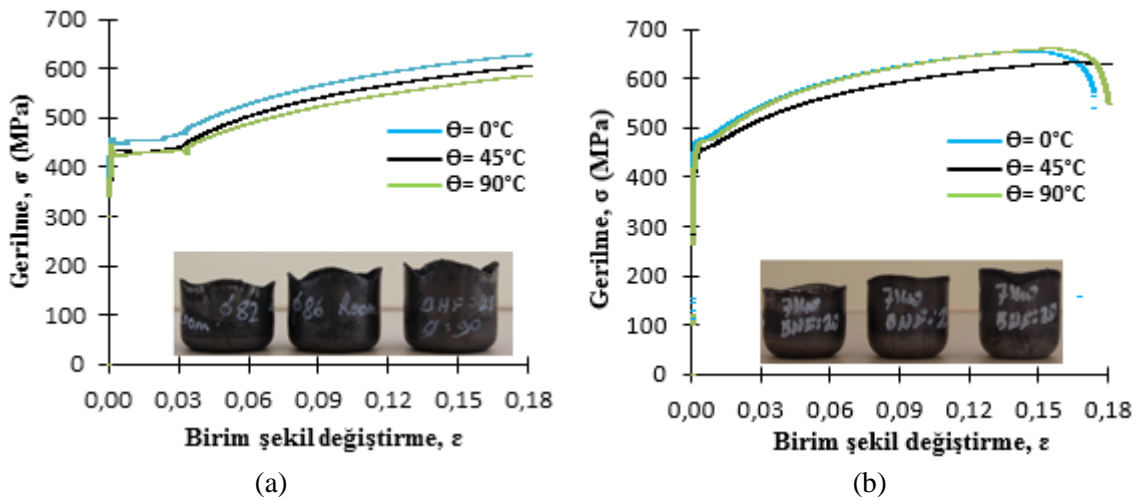 700
600
500
400
300
200
100
0
Gerilme, σ (MPa)
ϴ= 0°C
ϴ= 45°C
ϴ= 90°C
682
686 Room
BHF:
Ø=90
0,00 0,03 0,06 0,09 0,12 0,15 0,18
Birim şekil değiştirme, ε
(a)
700
600
500
400
300
200
100
0
Gerilme, σ (MPa)
ϴ= 0°C
ϴ= 45°C
ϴ= 90°C
0,00 0,03 0,06 0,09 0,12 0,15 0,18
Birim şekil değiştirme, ε
(b)